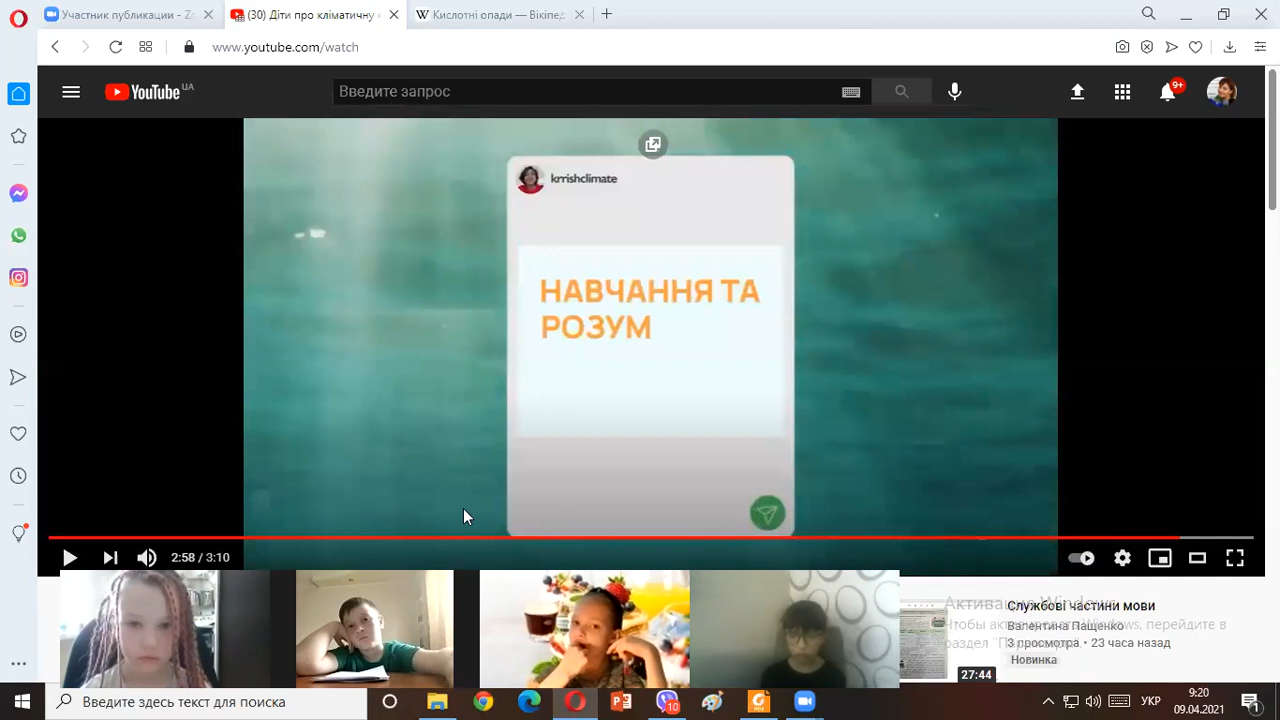 Участник публикации - Ze
(30) Діти про кліматичну
Кислотні опади — Вікіпед
www.youtube.com/watch
YouTube UA
Введите запрос
9+
krrishclimate
НАВЧАННЯ ТА
РОЗУМ
2:58 / 3:10
Службові частини мови
Активация Windows
Валентина Пащенко
Чтобы активировать Windows, перейдите в
3 просмотра • 23 часа назад
раздел
Новинка
27:44
Введите здесь текст для поиска
10
УКР
9:20
09.04.2021
1